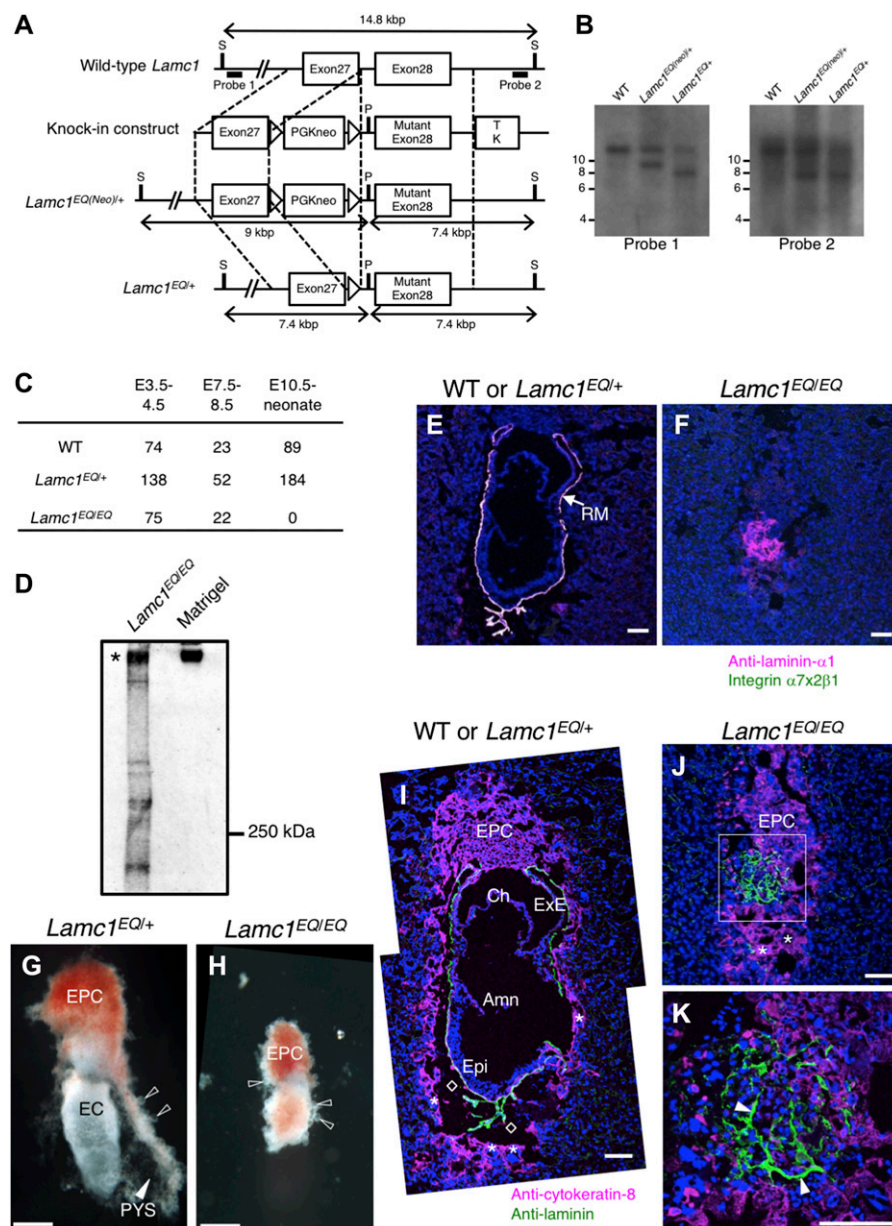 A
14.8 kbp
S
S
Wild-type Lamc1
Exon27
Exon28
Probe 1
Probe 2
P
Knock-in construct
Exon27
PGKneo
Mutant
Exon28
T
K
S
P
S
Lamc1EQ(Neo)/+
Exon27
PGKneo
Mutant
Exon28
9 kbp
7.4 kbp
S
P
S
Lamc1EQ/+
Exon27
Mutant
Exon28
7.4 kbp
7.4 kbp
B
WT
Lamc1EQ(neo)/+
Lamc1EQ/+
WT
Lamc1EQ(neo)/+
Lamc1EQ/+
10
8
6
4
10
8
6
4
Probe 1
Probe 2
C
E3.5-4.5 E7.5-8.5 E10.5-neonate
WT 74 23 89
Lamc1EQ/+ 138 52 184
Lamc1EQ/EQ 75 22 0
D
Lamc1EQ/EQ
Matrigel
*
250 kDa
WT or Lamc1EQ/+
Lamc1EQ/EQ
E
RM
F
Anti-laminin-α1
Integrin α7x2β1
Lamc1EQ/+
Lamc1EQ/EQ
G
EPC
EC
PYS
H
EPC
WT or Lamc1EQ/+
Lamc1EQ/EQ
I
EPC
Ch
ExE
Amn
Epi
*
*
* *
Anti-cytokeratin-8
Anti-laminin
J
EPC
* *
K